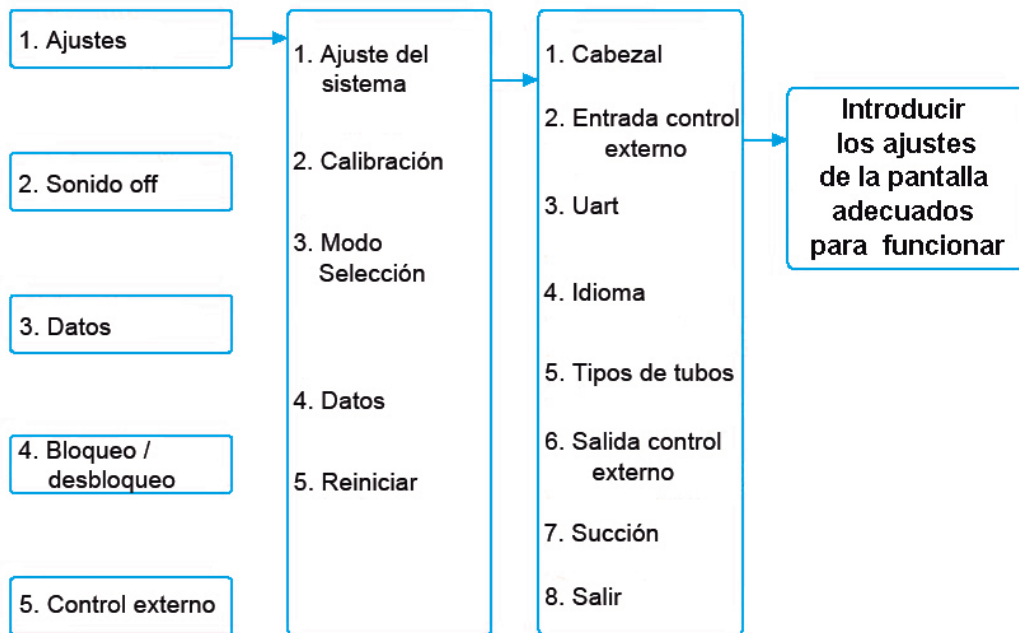 1. Ajustes
2. Sonido off
3. Datos
4. Bloqueo /
desbloqueo
5. Control externo
1. Ajuste del
sistema
2. Calibración
3. Modo
Selección
4. Datos
5. Reiniciar
1. Cabezal
2. Entrada control
externo
3. Uart
4. Idioma
5. Tipos de tubos
6. Salida control
externo
7. Succión
8. Salir
Introducir
los ajustes
de la pantalla
adecuados
para funcionar